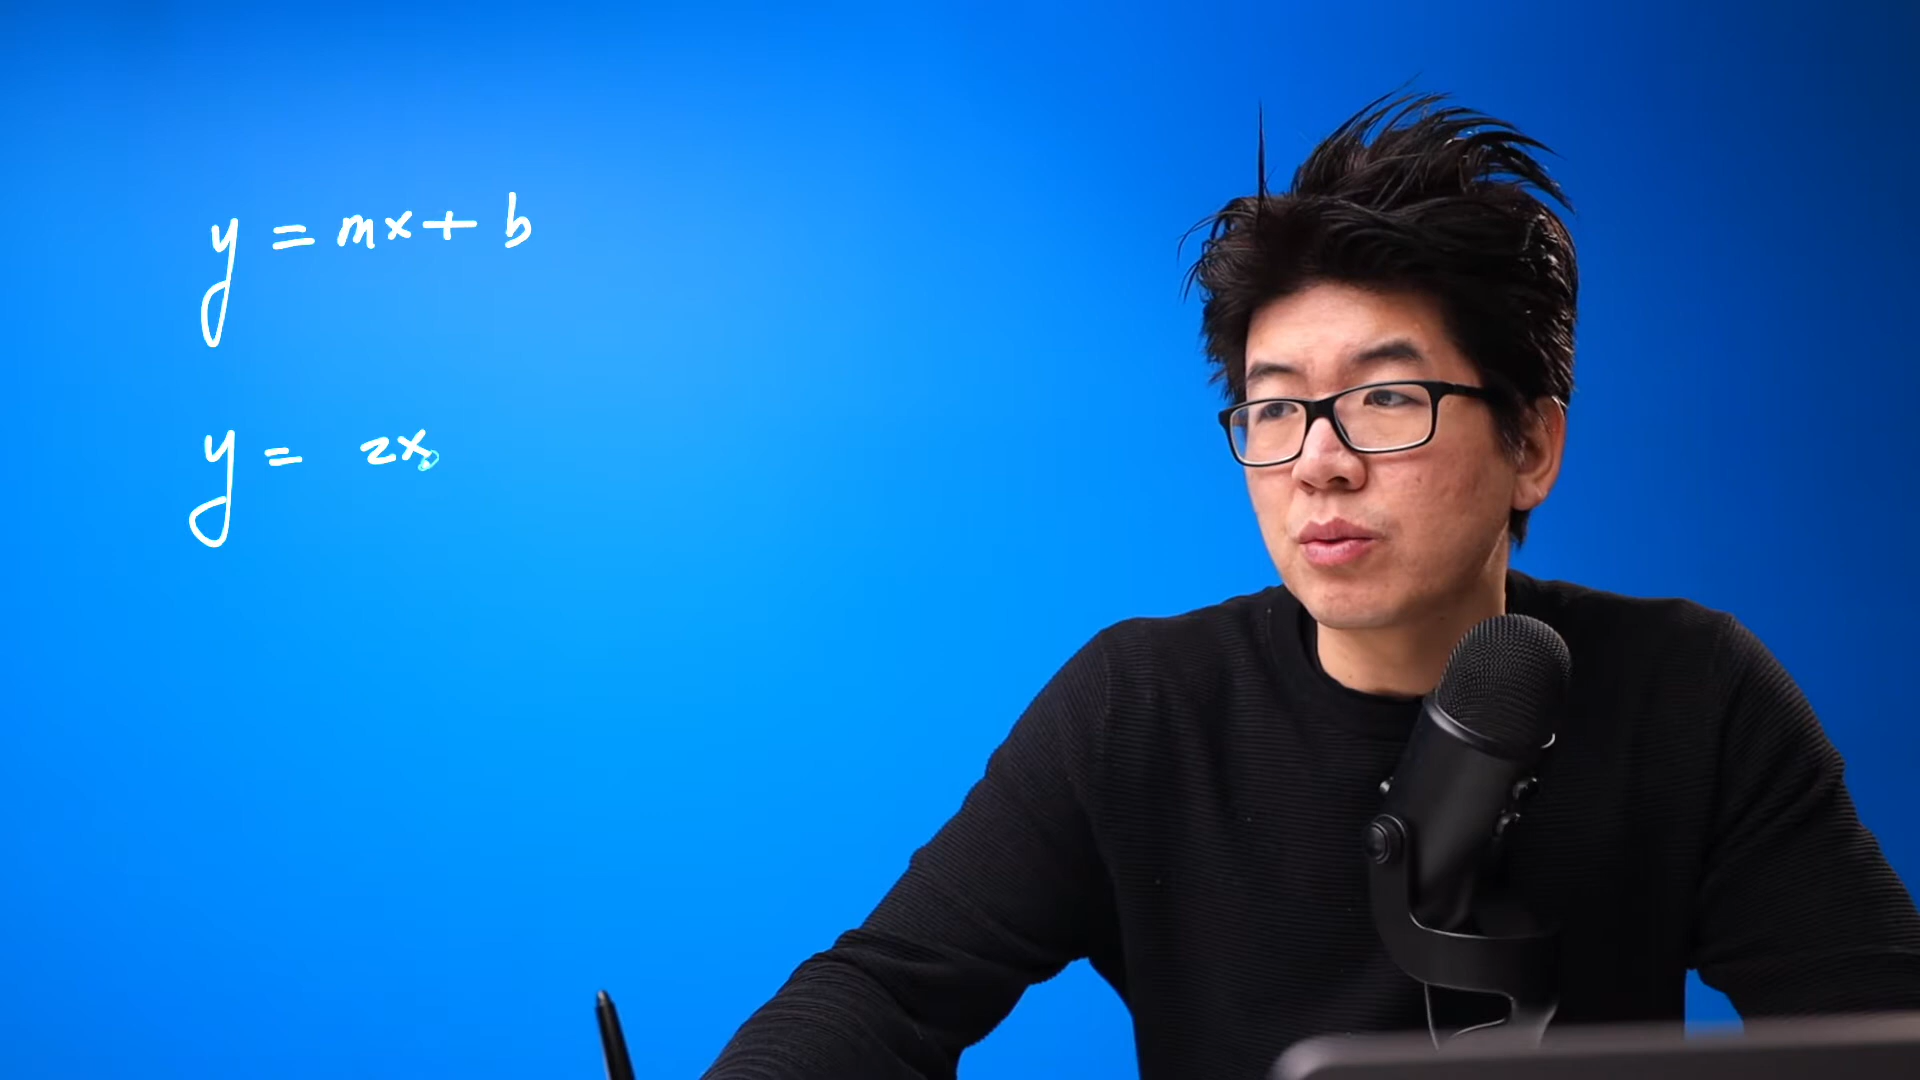 y = mx + b
y = 2x